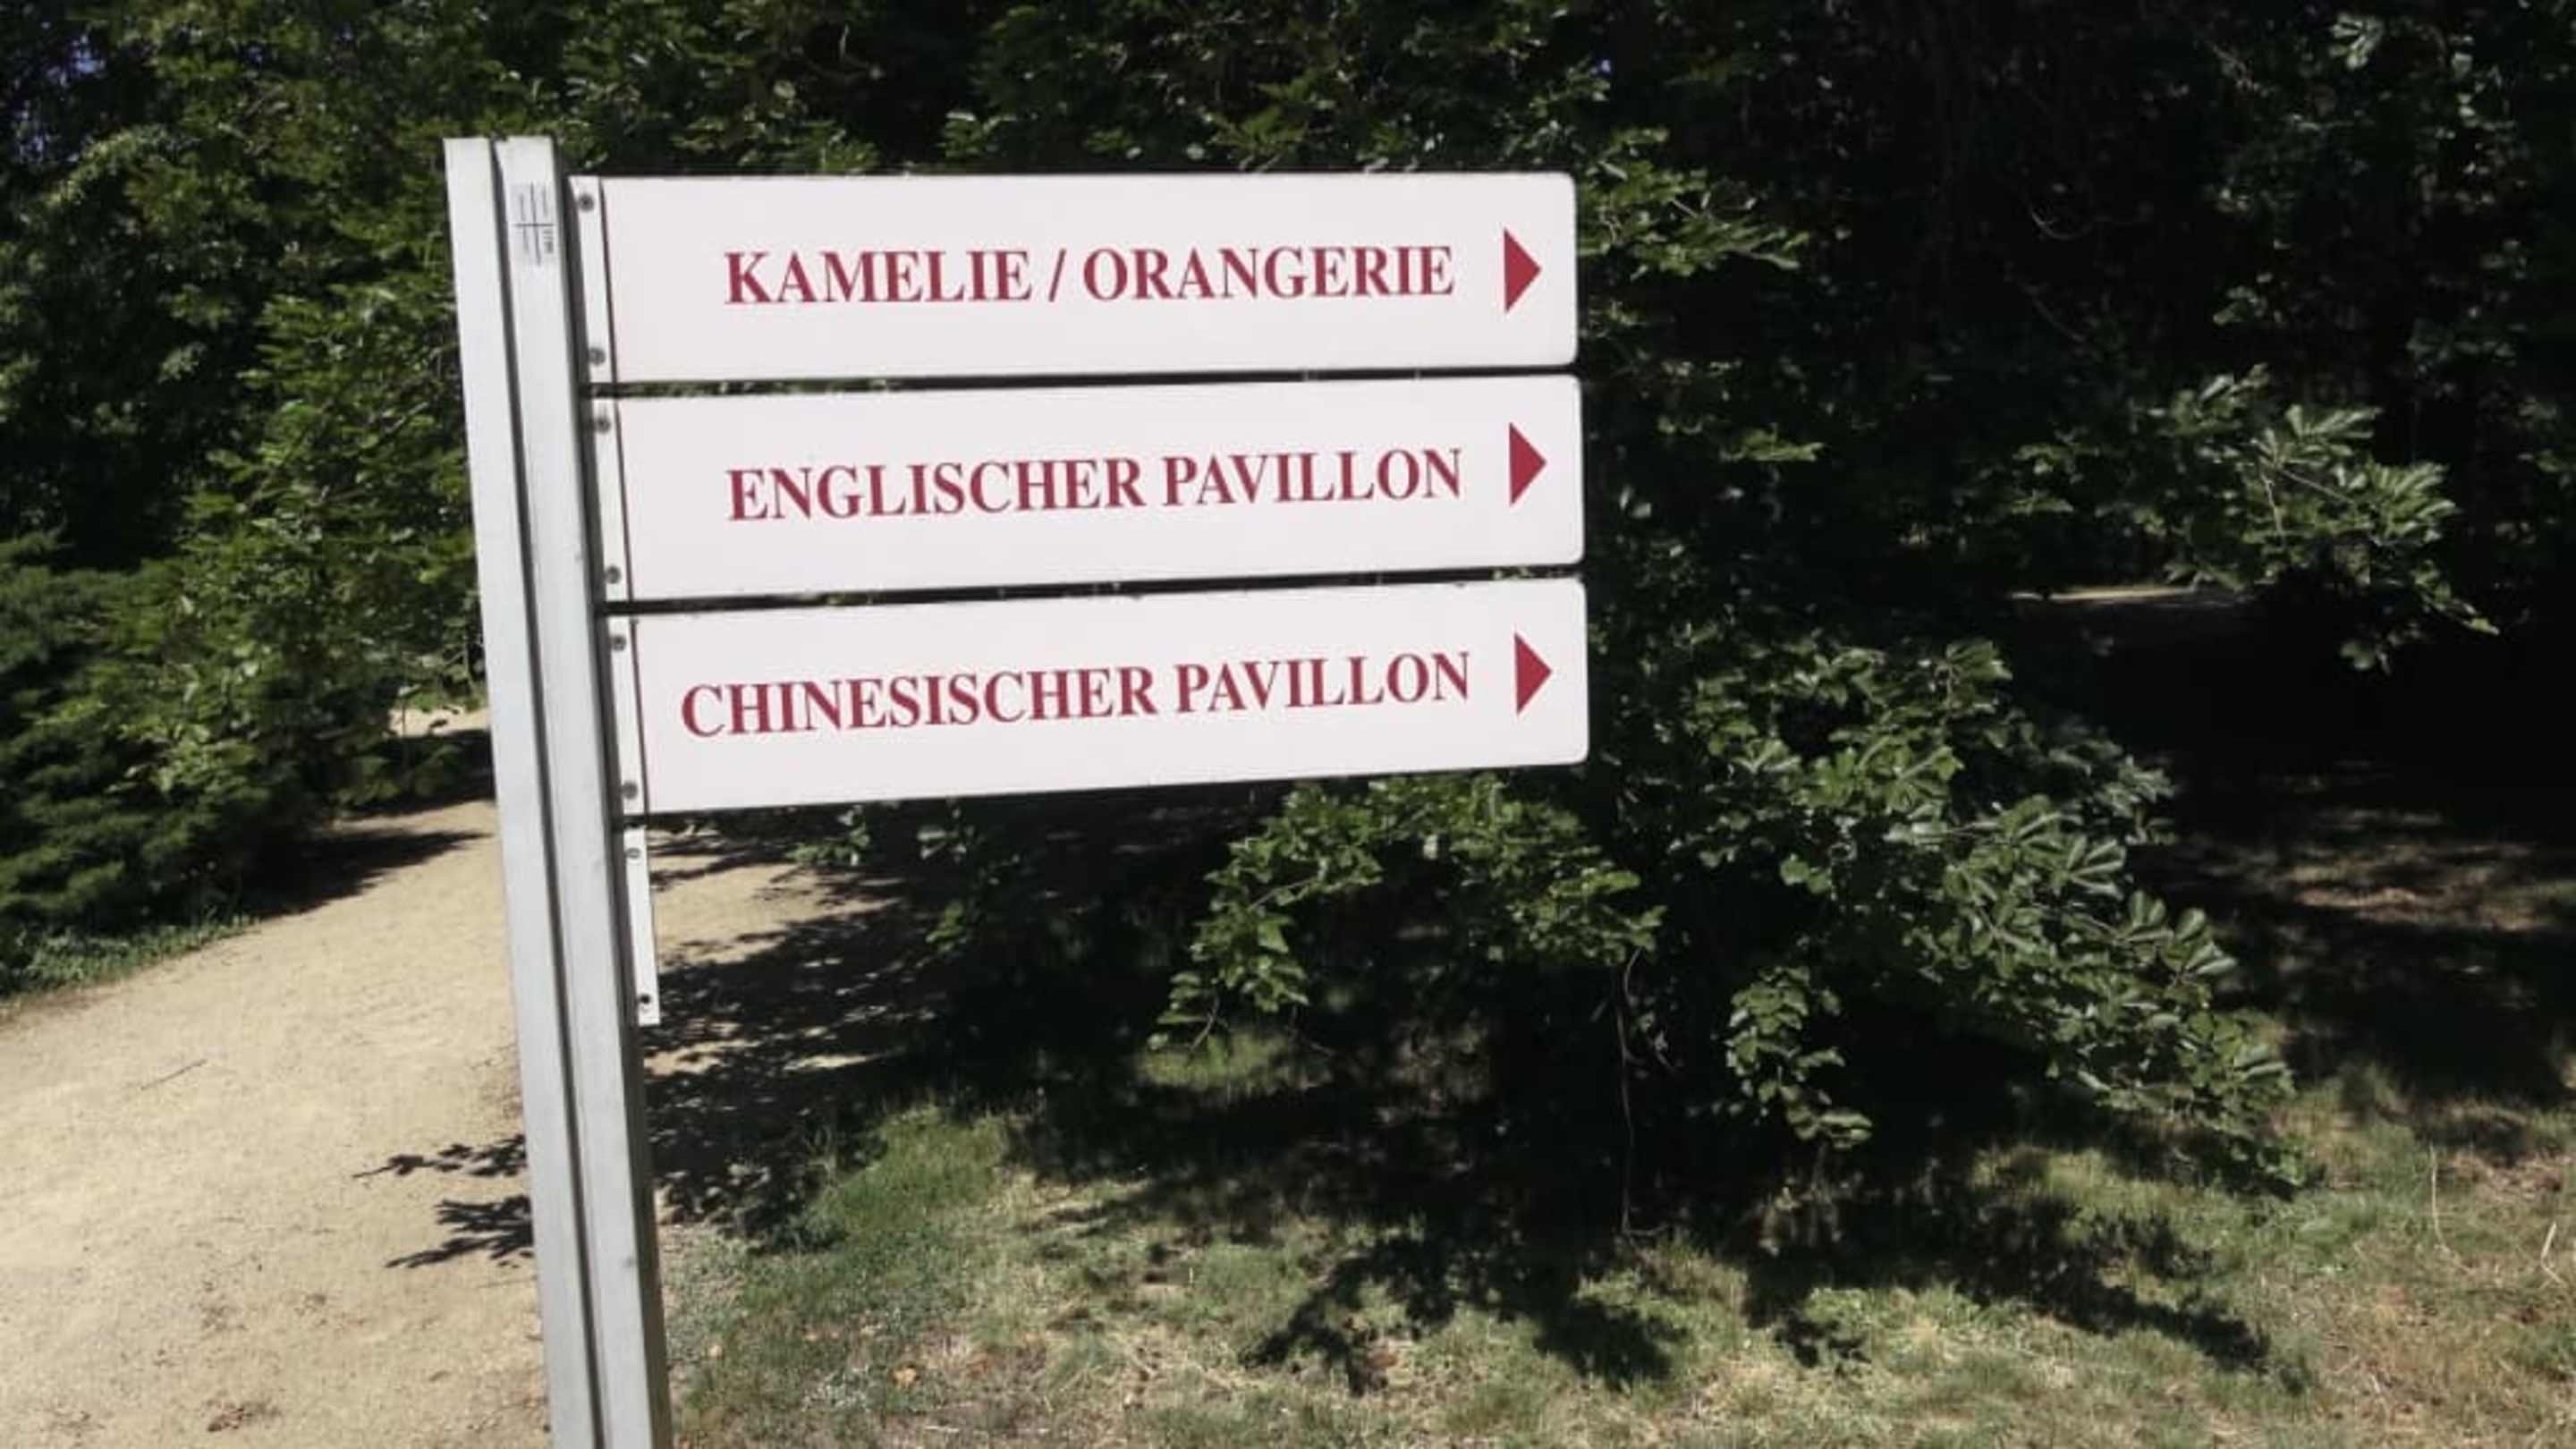 KAMELIE / ORANGERIE
ENGLISCHER PAVILLON
CHINESISCHER PAVILLON